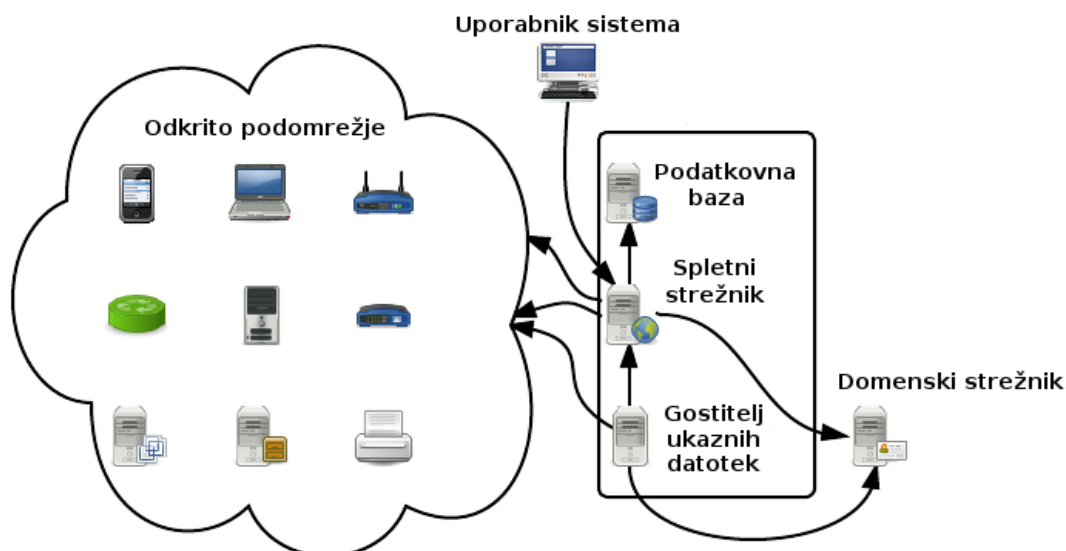 Uporabnik sistema
Odkrito podomrežje
Podatkovna
baza
Spletni
strežnik
Domenski strežnik
Gostitelj
ukaznih
datotek